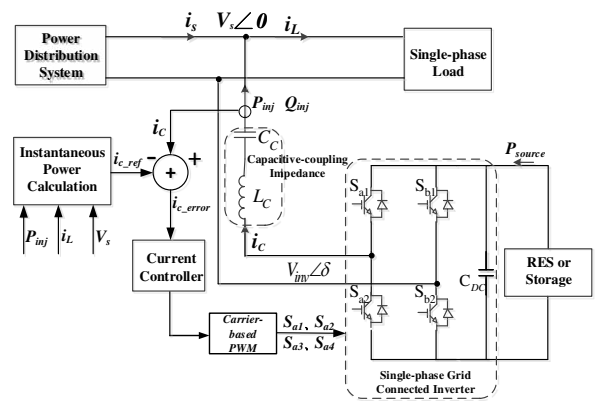 i_s V_s∠0 i_L
Power
Distribution
System
Single-phase
Load
P_inj Q_inj
i_C
C_C
Capacitive-coupling
Impedance
L_C
i_C
Instantaneous
Power
Calculation
i_c_ref
-
+
+
i_c_error
P_inj i_L V_s
Current
Controller
Carrier-
based
PWM
S_a1, S_a2
S_a3, S_a4
V_inv∠δ
S_a1 S_b1
S_a2 S_b2
C_DC
P_source
RES or
Storage
Single-phase Grid
Connected Inverter